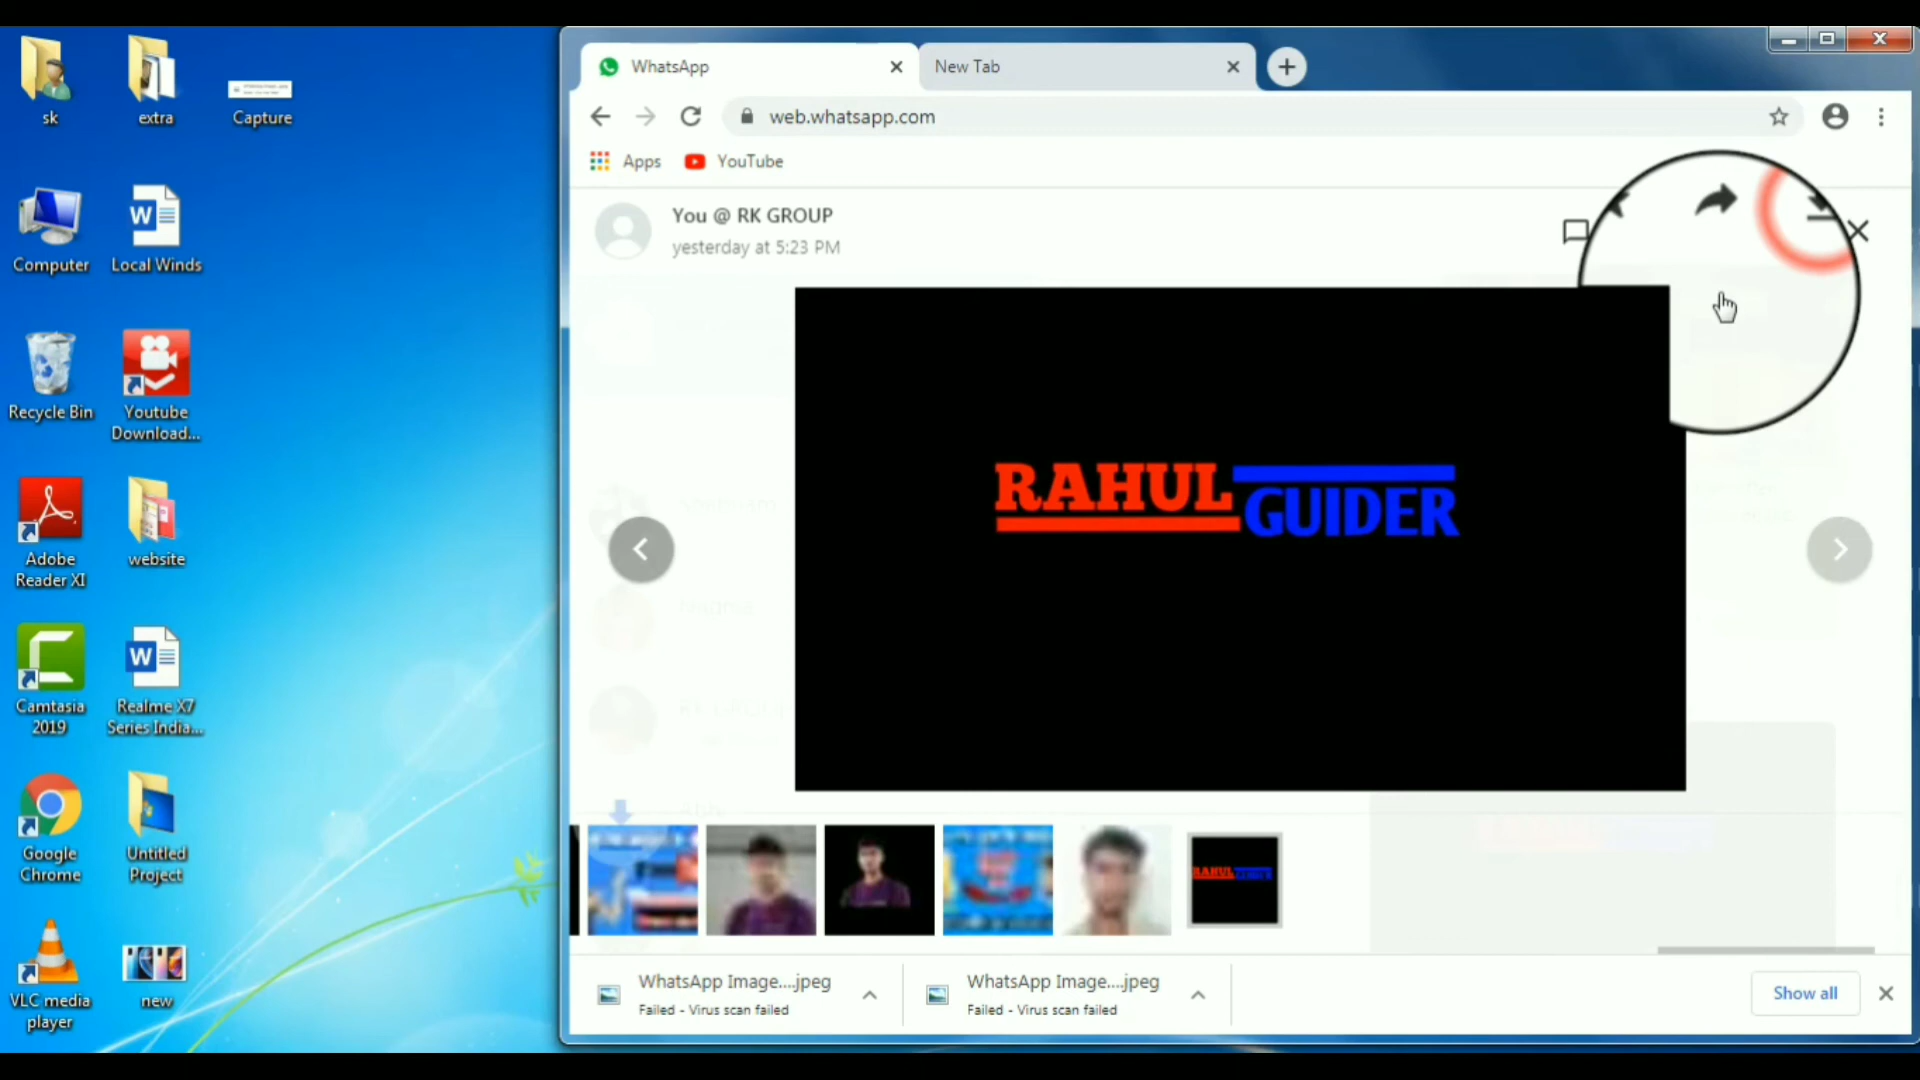 sk
extra
Capture
Computer
Local Winds
Recycle Bin
Youtube
Download...
Adobe
Reader XI
website
Camtasia
2019
Realme X7
Series India...
Google
Chrome
Untitled
Project
VLC media
player
new
WhatsApp
New Tab
web.whatsapp.com
Apps
YouTube
You @ RK GROUP
yesterday at 5:23 PM
RAHUL GUIDER
RAHUL GUIDER
WhatsApp Image....jpeg
Failed - Virus scan failed
WhatsApp Image....jpeg
Failed - Virus scan failed
Show all